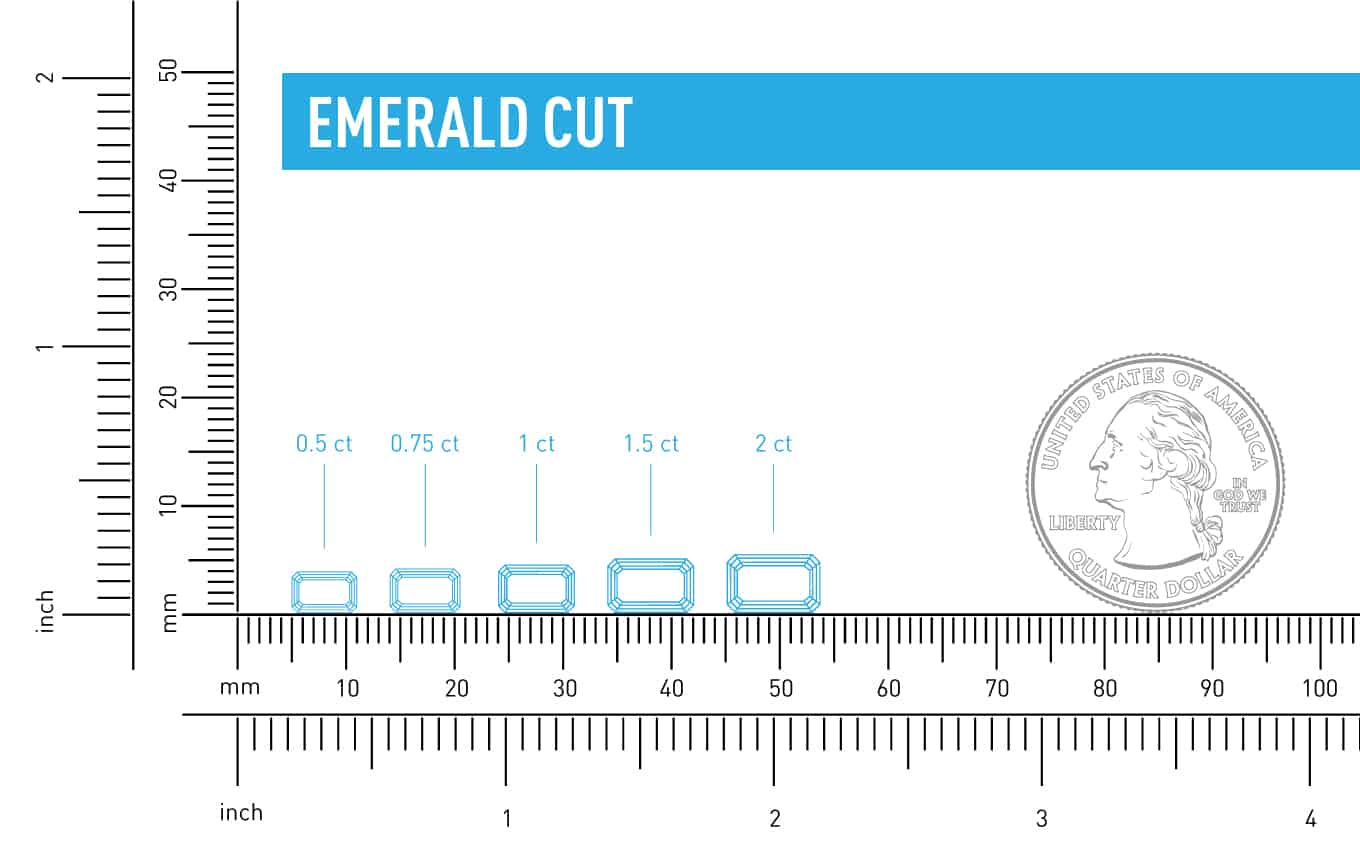 EMERALD CUT
2
1
inch
50
40
30
20
10
mm
0.5 ct
0.75 ct
1 ct
1.5 ct
2 ct
UNITED STATES OF AMERICA
LIBERTY
IN
GOD WE
TRUST
QUARTER DOLLAR
mm 10 20 30 40 50 60 70 80 90 100
inch 1 2 3 4